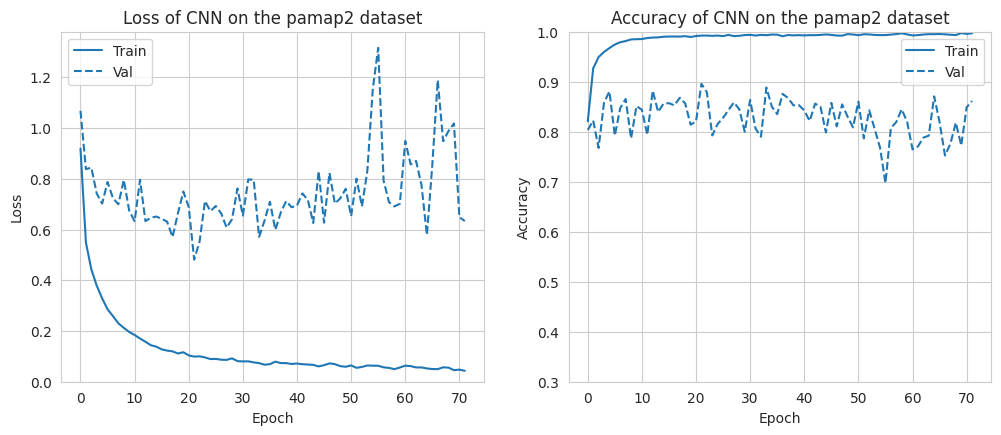 Loss of CNN on the pamap2 dataset
Train
Val
1.2
1.0
0.8
0.6
0.4
0.2
0.0
Loss
0 10 20 30 40 50 60 70
Epoch
Accuracy of CNN on the pamap2 dataset
Train
Val
1.0
0.9
0.8
0.7
0.6
0.5
0.4
0.3
Accuracy
0 10 20 30 40 50 60 70
Epoch